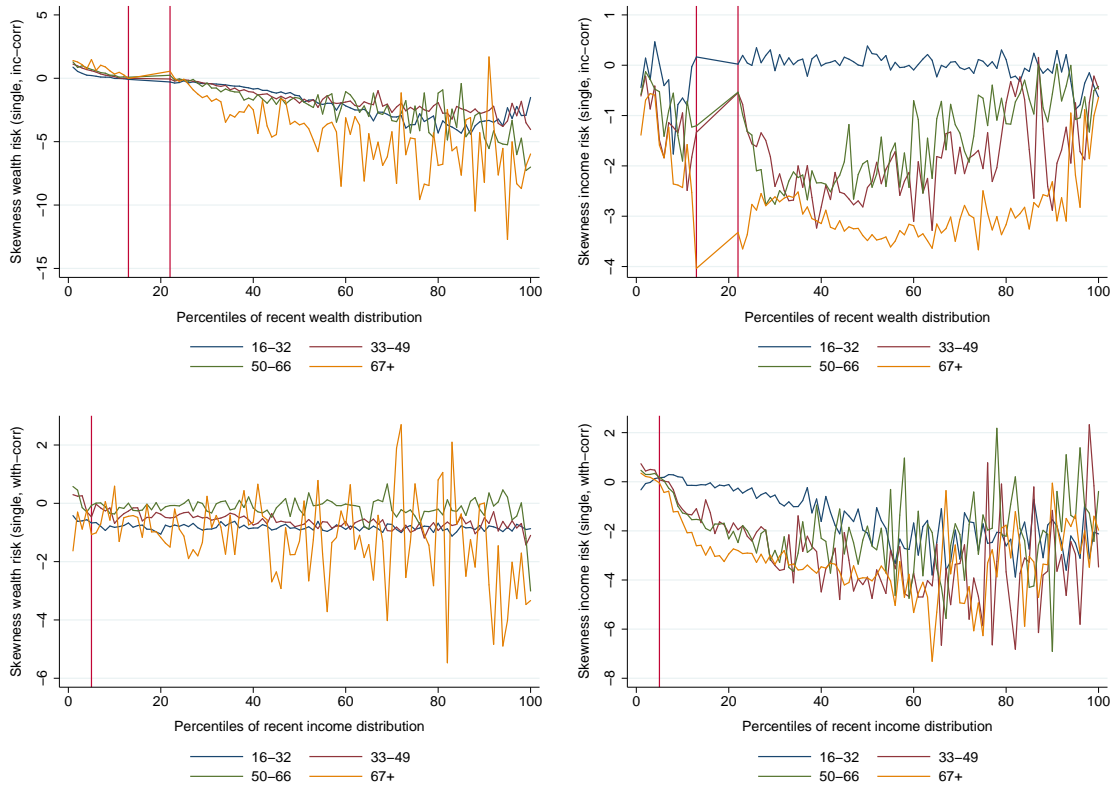 Skewness wealth risk (single, inc−corr)
5
0
−5
−10
−15
0 20 40 60 80 100
Percentiles of recent wealth distribution
16−32 33−49
50−66 67+
Skewness income risk (single, inc−corr)
1
0
−1
−2
−3
−4
0 20 40 60 80 100
Percentiles of recent wealth distribution
16−32 33−49
50−66 67+
Skewness wealth risk (single, wlth−corr)
2
0
−2
−4
−6
0 20 40 60 80 100
Percentiles of recent income distribution
16−32 33−49
50−66 67+
Skewness income risk (single, wlth−corr)
2
0
−2
−4
−6
−8
0 20 40 60 80 100
Percentiles of recent income distribution
16−32 33−49
50−66 67+